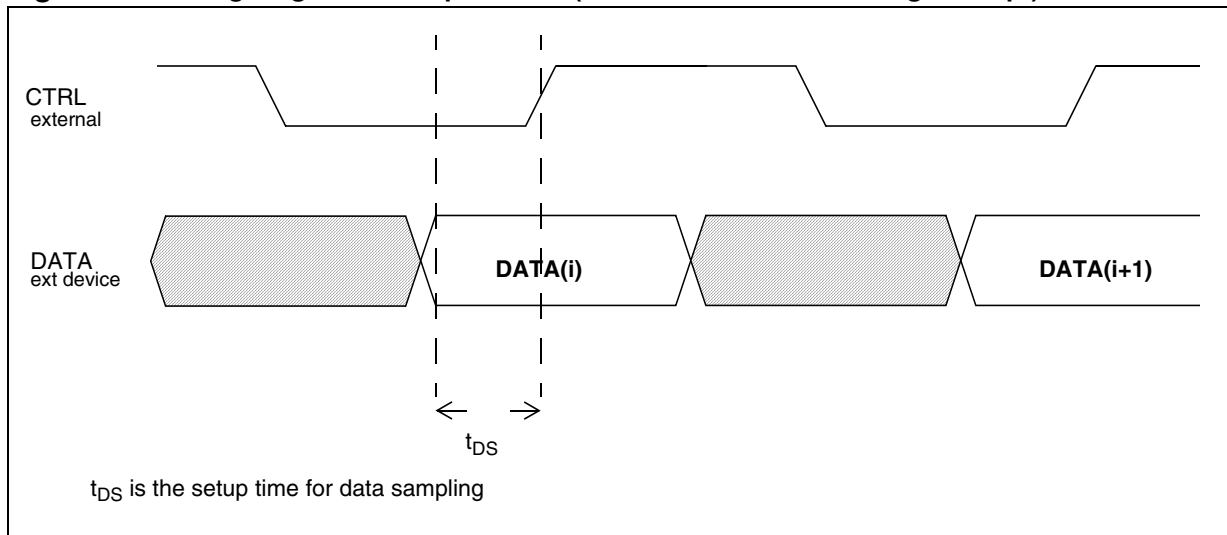 CTRL
external
DATA
ext device
DATA(i)
DATA(i+1)
tDS
tDS is the setup time for data sampling